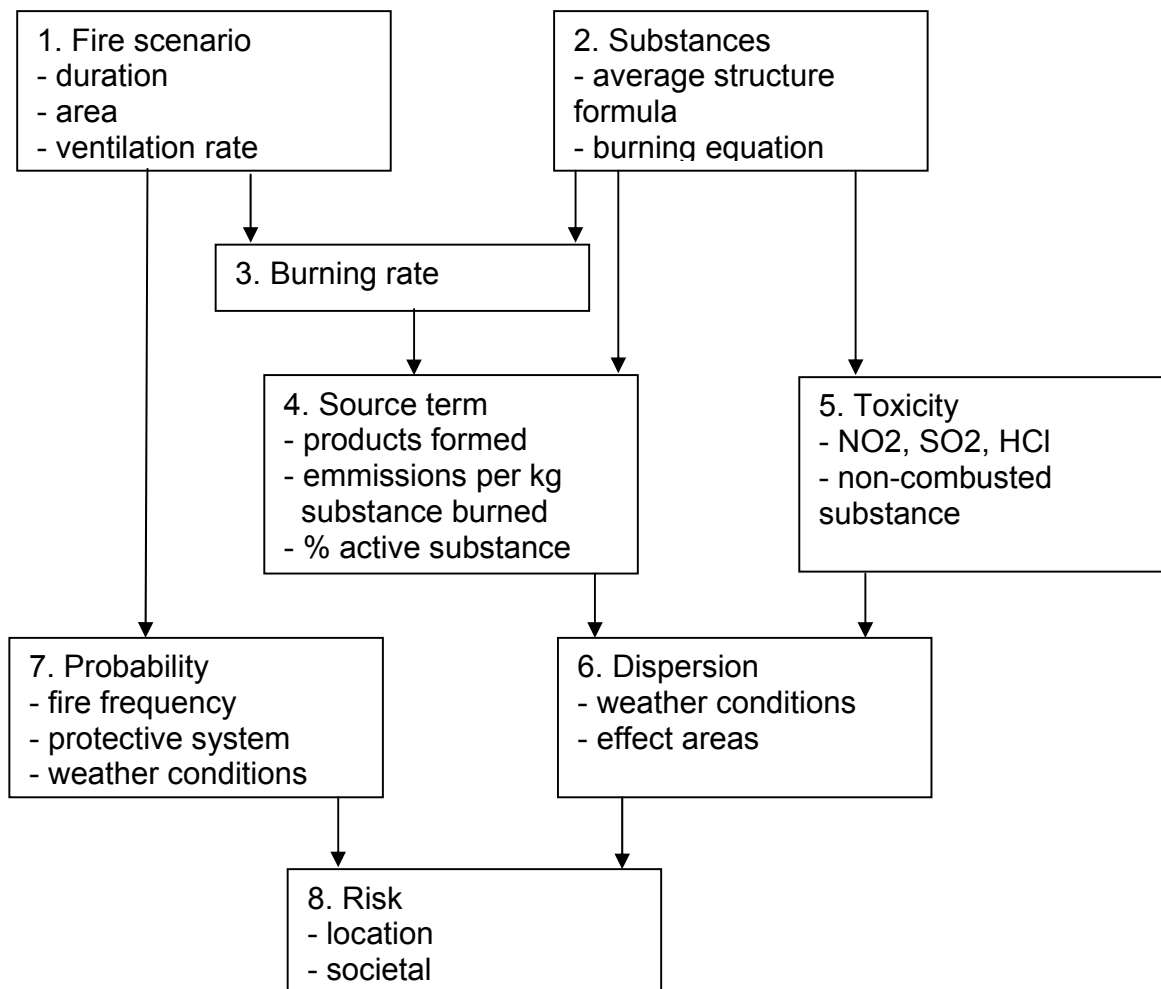 1. Fire scenario
- duration
- area
- ventilation rate
2. Substances
- average structure
formula
- burning equation
3. Burning rate
4. Source term
- products formed
- emmissions per kg
substance burned
- % active substance
5. Toxicity
- NO2, SO2, HCl
- non-combusted
substance
7. Probability
- fire frequency
- protective system
- weather conditions
6. Dispersion
- weather conditions
- effect areas
8. Risk
- location
- societal